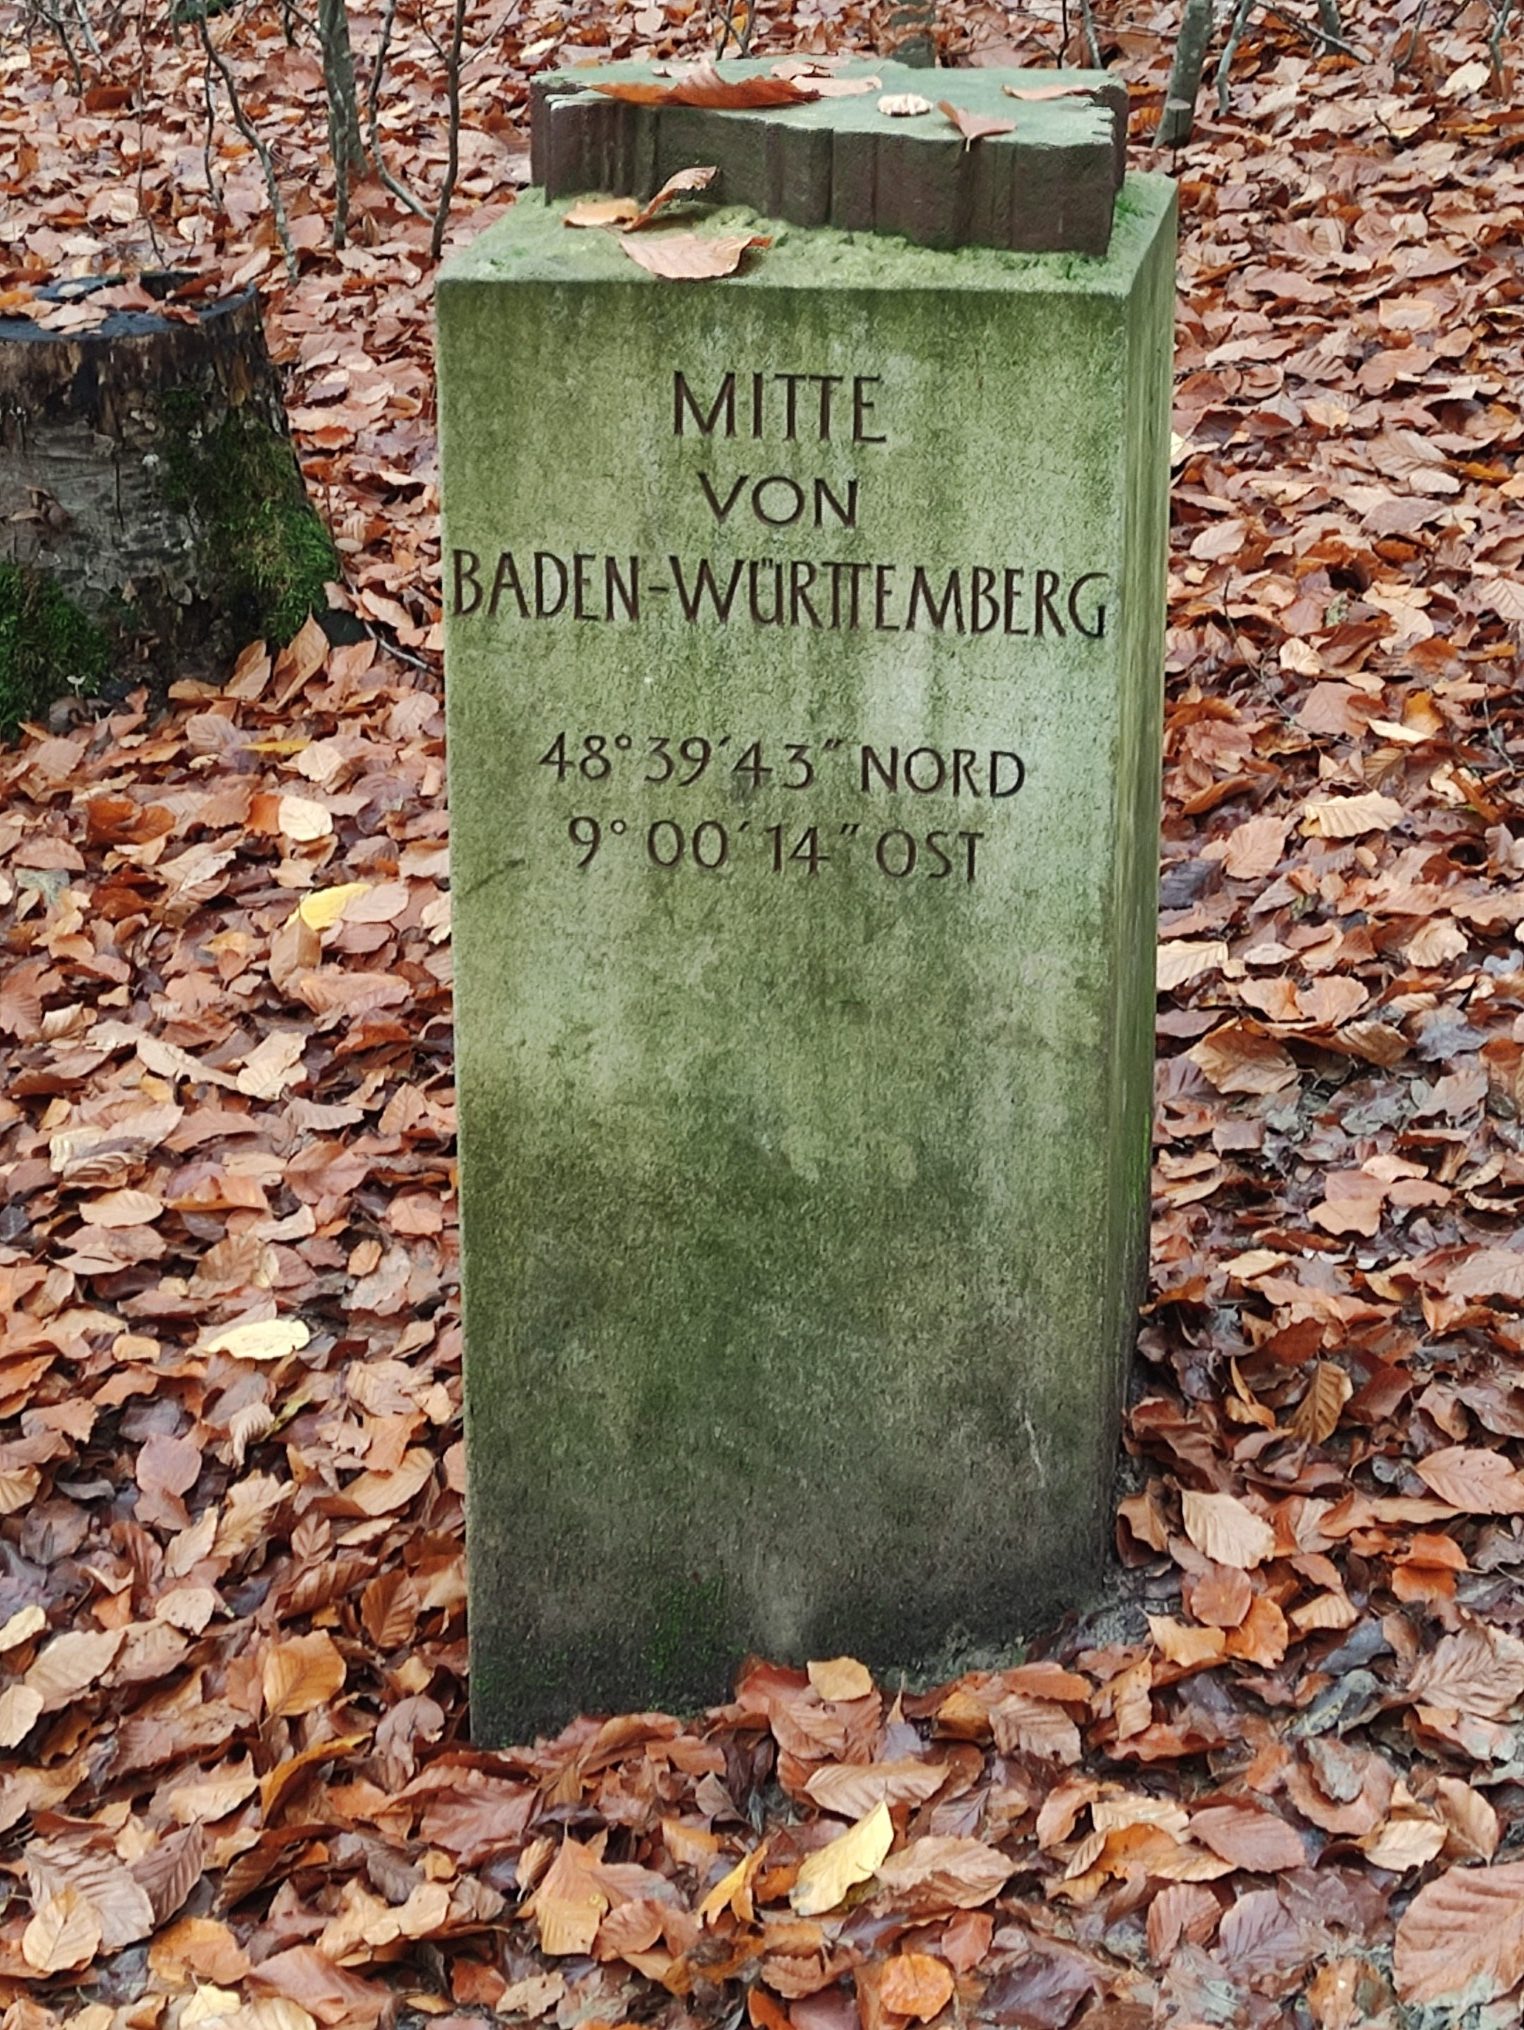 MITTE
VON
BADEN-WÜRTTEMBERG
48° 39′ 43″ NORD
9° 00′ 14″ OST